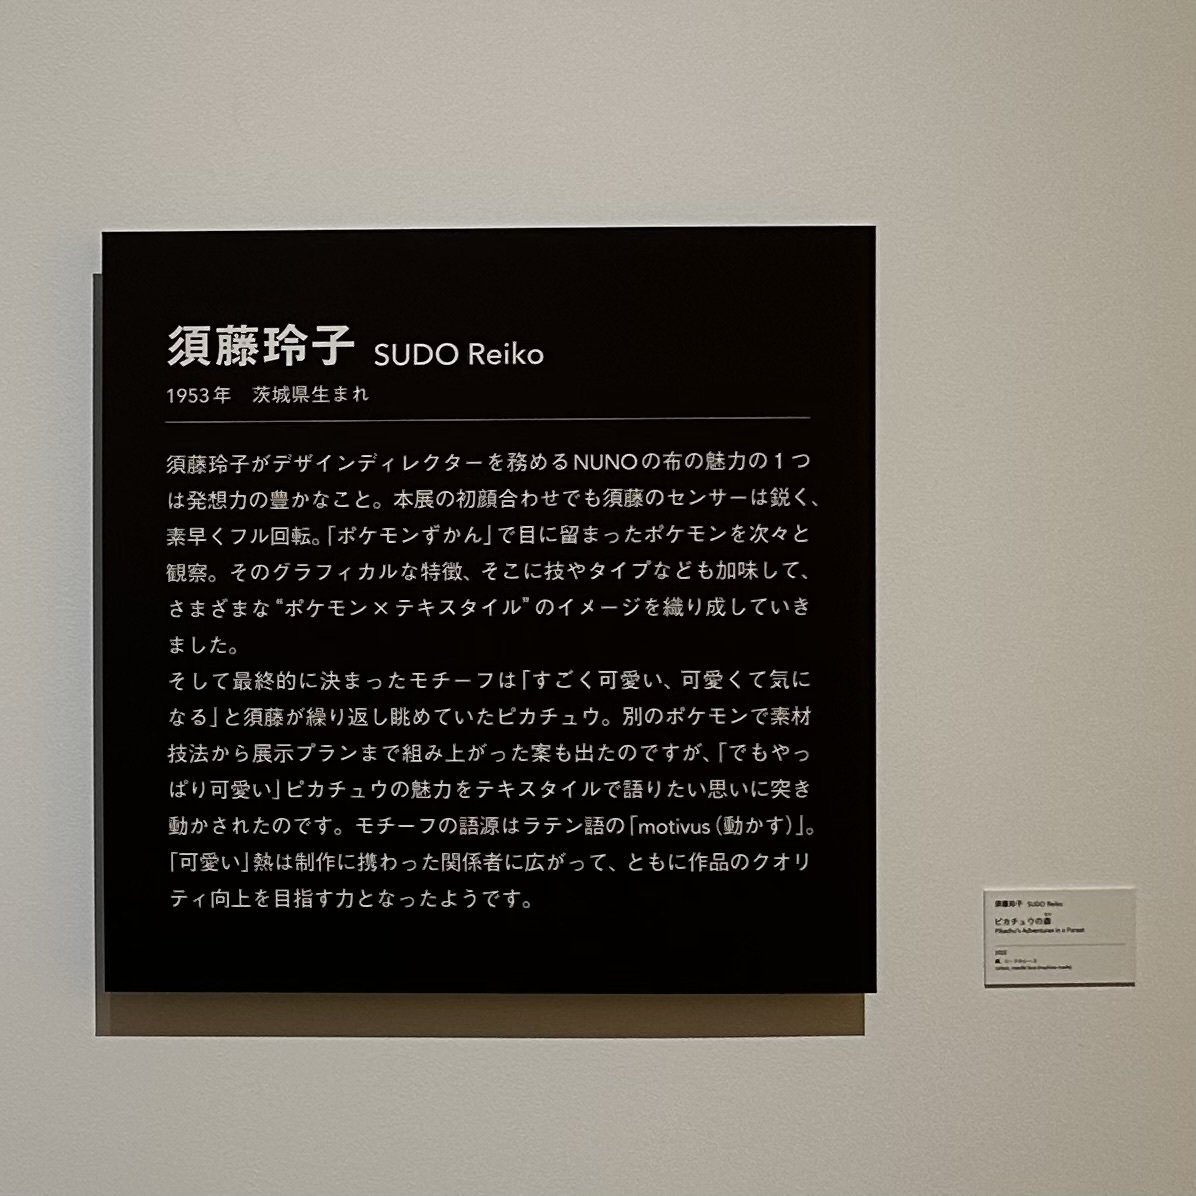 須藤玲子 SUDO Reiko
1953年　茨城県生まれ
須藤玲子がデザインディレクターを務めるNUNOの布の魅力の1つ
は発想力の豊かなこと。本展の初顔合わせでも須藤のセンサーは鋭く、
素早くフル回転。「ポケモンずかん」で目に留まったポケモンを次々と
観察。そのグラフィカルな特徴、そこに技やタイプなども加味して、
さまざまな“ポケモン×テキスタイル”のイメージを織り成していき
ました。
そして最終的に決まったモチーフは「すごく可愛い、可愛くて気に
なる」と須藤が繰り返し眺めていたピカチュウ。別のポケモンで素材
技法から展示プランまで組み上がった案も出たのですが、「でもやっ
ぱり可愛い」ピカチュウの魅力をテキスタイルで語りたい思いに突き
動かされたのです。モチーフの語源はラテン語の「motivus（動かす）」。
「可愛い」熱は制作に携わった関係者に広がって、ともに作品のクオリ
ティ向上を目指す力となったようです。
須藤玲子 SUDO Reiko
ピカチュウの森
Pikachu's Adventures in a Forest